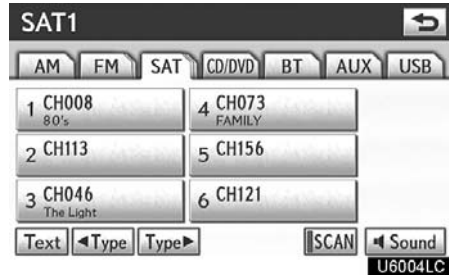 SAT1
AM FM SAT CD/DVD BT AUX USB
1 CH008
80's
4 CH073
FAMILY
2 CH113
5 CH156
3 CH046
The Light
6 CH121
Text ◄Type Type► SCAN Sound
U6004LC